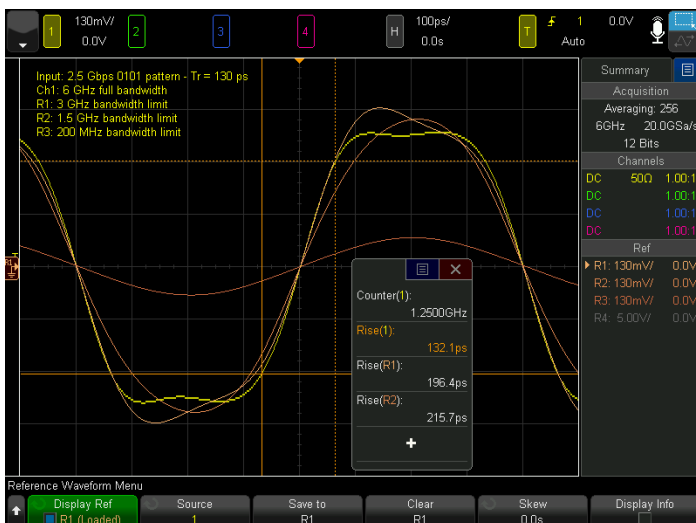 1 130mV/ 2 3 4 H 100ps/ T 1 0.0V
0.0V 0.0s Auto
Input: 2.5 Gbps 0101 pattern - Tr = 130 ps
Ch1: 6 GHz full bandwidth
R1: 3 GHz bandwidth limit
R2: 1.5 GHz bandwidth limit
R3: 200 MHz bandwidth limit
R1
T
Counter(1):
1.2500GHz
Rise(1):
132.1ps
Rise(R1):
196.4ps
Rise(R2):
215.7ps
Summary
Acquisition
Averaging: 256
6GHz 20.0GSa/s
12 Bits
Channels
DC 50Ω 1.00:1
DC 1.00:1
DC 1.00:1
DC 1.00:1
Ref
R1: 130mV/ 0.0V
R2: 130mV/ 0.0V
R3: 130mV/ 0.0V
R4: 5.00V/ 0.0V
Reference Waveform Menu
Display Ref Source Save to Clear Skew Display Info
R1 (Loaded) 1 R1 R1 0.0s